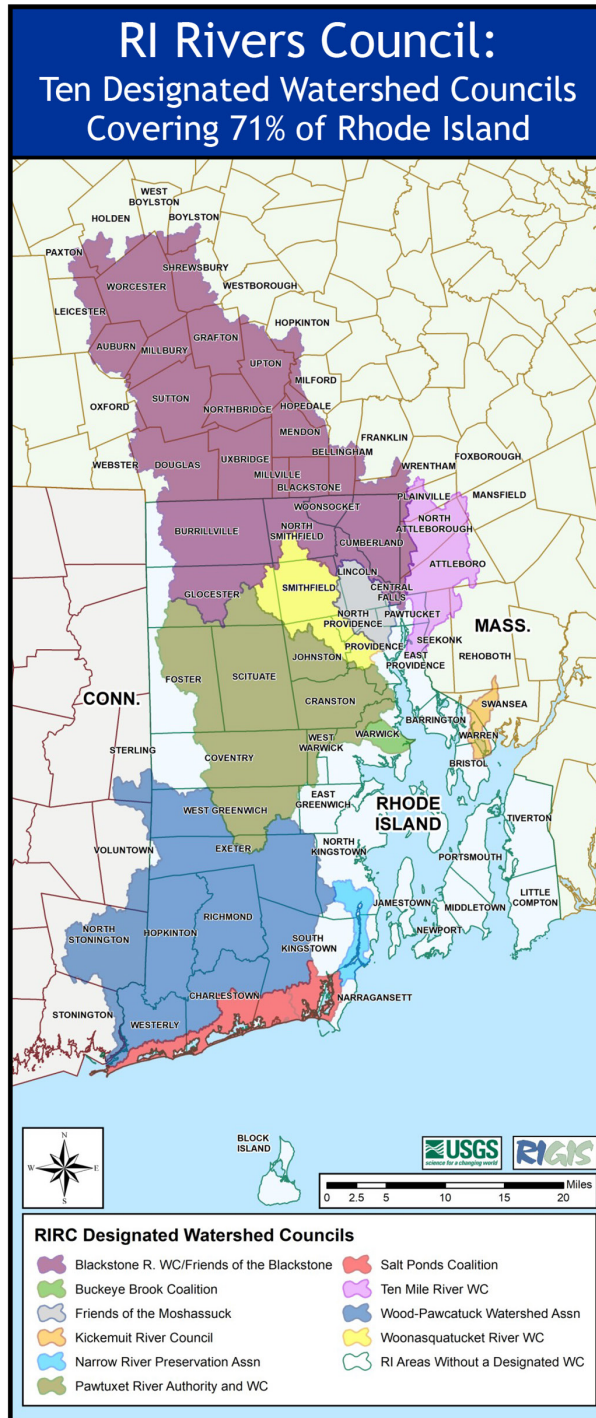 RI Rivers Council:
Ten Designated Watershed Councils
Covering 71% of Rhode Island
WEST
BOYLSTON
HOLDEN
BOYLSTON
PAXTON
SHREWSBURY
WORCESTER
WESTBOROUGH
LEICESTER
HOPKINTON
GRAFTON
AUBURN
MILLBURY
UPTON
MILFORD
SUTTON
OXFORD
NORTHBRIDGE
HOPEDALE
MENDON
FRANKLIN
BELLINGHAM
FOXBOROUGH
UXBRIDGE
WEBSTER
DOUGLAS
WRENTHAM
MILLVILLE
BLACKSTONE
PLAINVILLE
MANSFIELD
WOONSOCKET
NORTH
ATTLEBOROUGH
BURRILLVILLE
NORTH
SMITHFIELD
CUMBERLAND
ATTLEBORO
LINCOLN
SMITHFIELD
GLOCESTER
CENTRAL
FALLS
NORTH
PROVIDENCE
PAWTUCKET
MASS.
SEEKONK
PROVIDENCE
JOHNSTON
EAST
PROVIDENCE
REHOBOTH
FOSTER
SCITUATE
CONN.
CRANSTON
SWANSEA
BARRINGTON
WARREN
WARWICK
STERLING
WEST
WARWICK
COVENTRY
BRISTOL
EAST
GREENWICH
RHODE
ISLAND
WEST GREENWICH
TIVERTON
NORTH
KINGSTOWN
VOLUNTOWN
EXETER
PORTSMOUTH
LITTLE
COMPTON
JAMESTOWN
MIDDLETOWN
RICHMOND
NORTH
STONINGTON
HOPKINTON
NEWPORT
SOUTH
KINGSTOWN
CHARLESTOWN
NARRAGANSETT
STONINGTON
WESTERLY
BLOCK
ISLAND
N
W E
S
USGS
science for a changing world
RIGIS
Miles
0 2.5 5 10 15 20
RIRC Designated Watershed Councils
Blackstone R. WC/Friends of the Blackstone
Buckeye Brook Coalition
Friends of the Moshassuck
Kickemuit River Council
Narrow River Preservation Assn
Pawtuxet River Authority and WC
Salt Ponds Coalition
Ten Mile River WC
Wood-Pawcatuck Watershed Assn
Woonasquatucket River WC
RI Areas Without a Designated WC